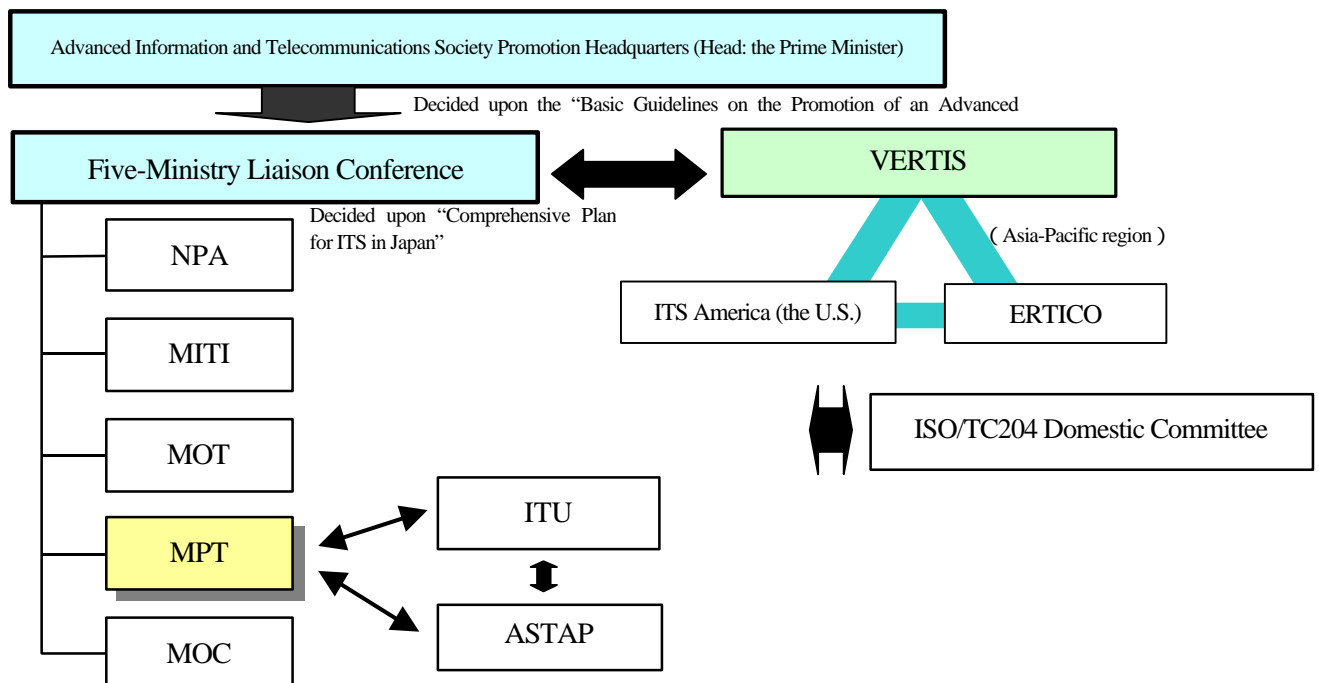 Advanced Information and Telecommunications Society Promotion Headquarters (Head: the Prime Minister)
Decided upon the “Basic Guidelines on the Promotion of an Advanced
Five-Ministry Liaison Conference
VERTIS
Decided upon “Comprehensive Plan
for ITS in Japan”
( Asia-Pacific region )
NPA
ITS America (the U.S.)
ERTICO
MITI
ISO/TC204 Domestic Committee
MOT
ITU
MPT
ASTAP
MOC